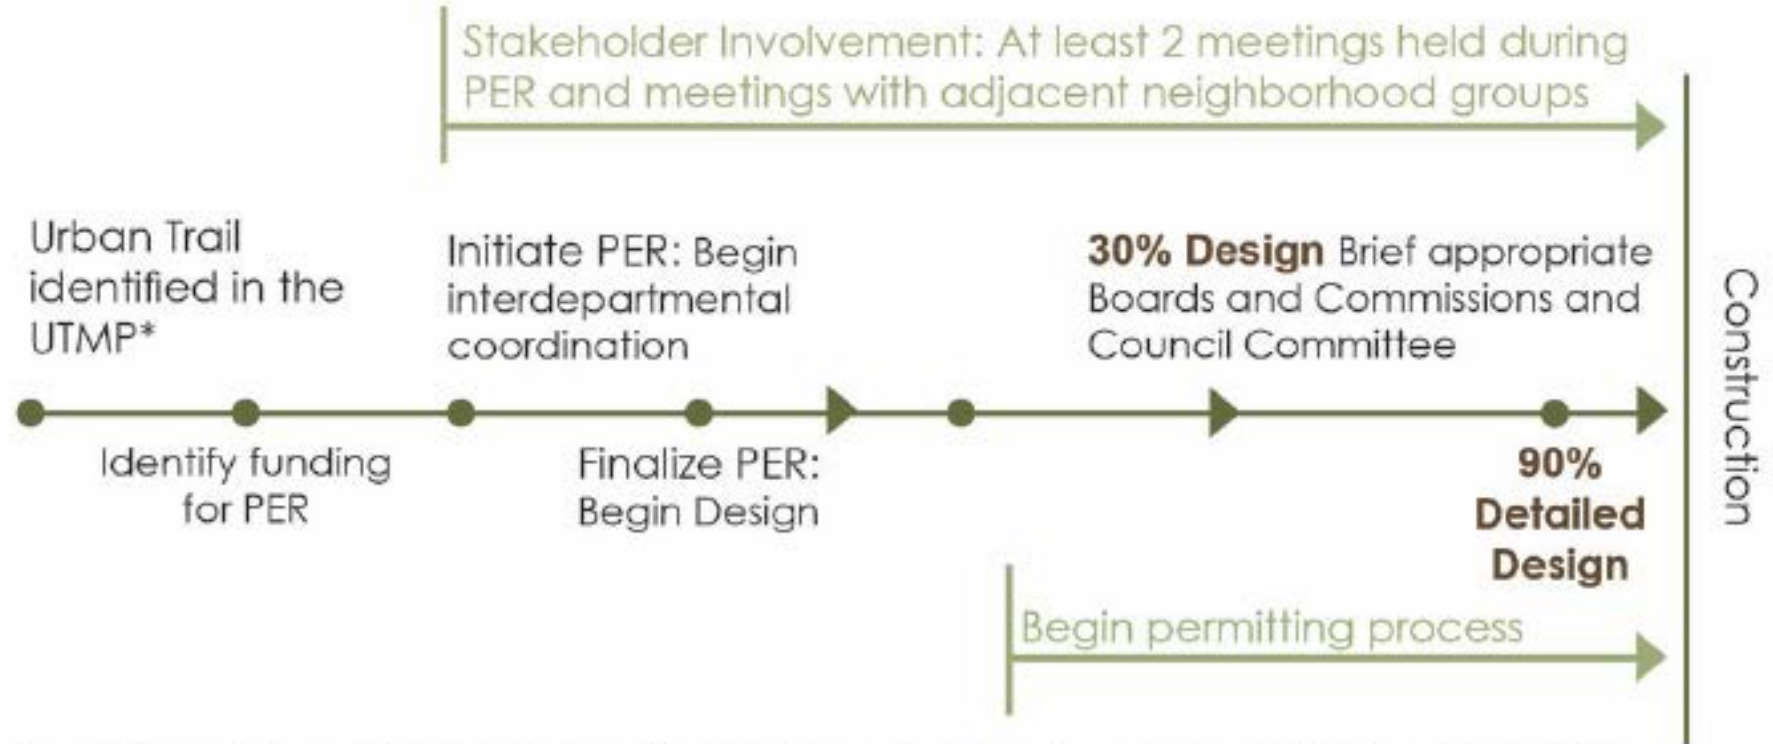 Stakeholder Involvement: At least 2 meetings held during
PER and meetings with adjacent neighborhood groups
Urban Trail
identified in the
UTMP*
Initiate PER: Begin
interdepartmental
coordination
30% Design Brief appropriate
Boards and Commissions and
Council Committee
Construction
Identify funding
for PER
Finalize PER:
Begin Design
90%
Detailed
Design
Begin permitting process